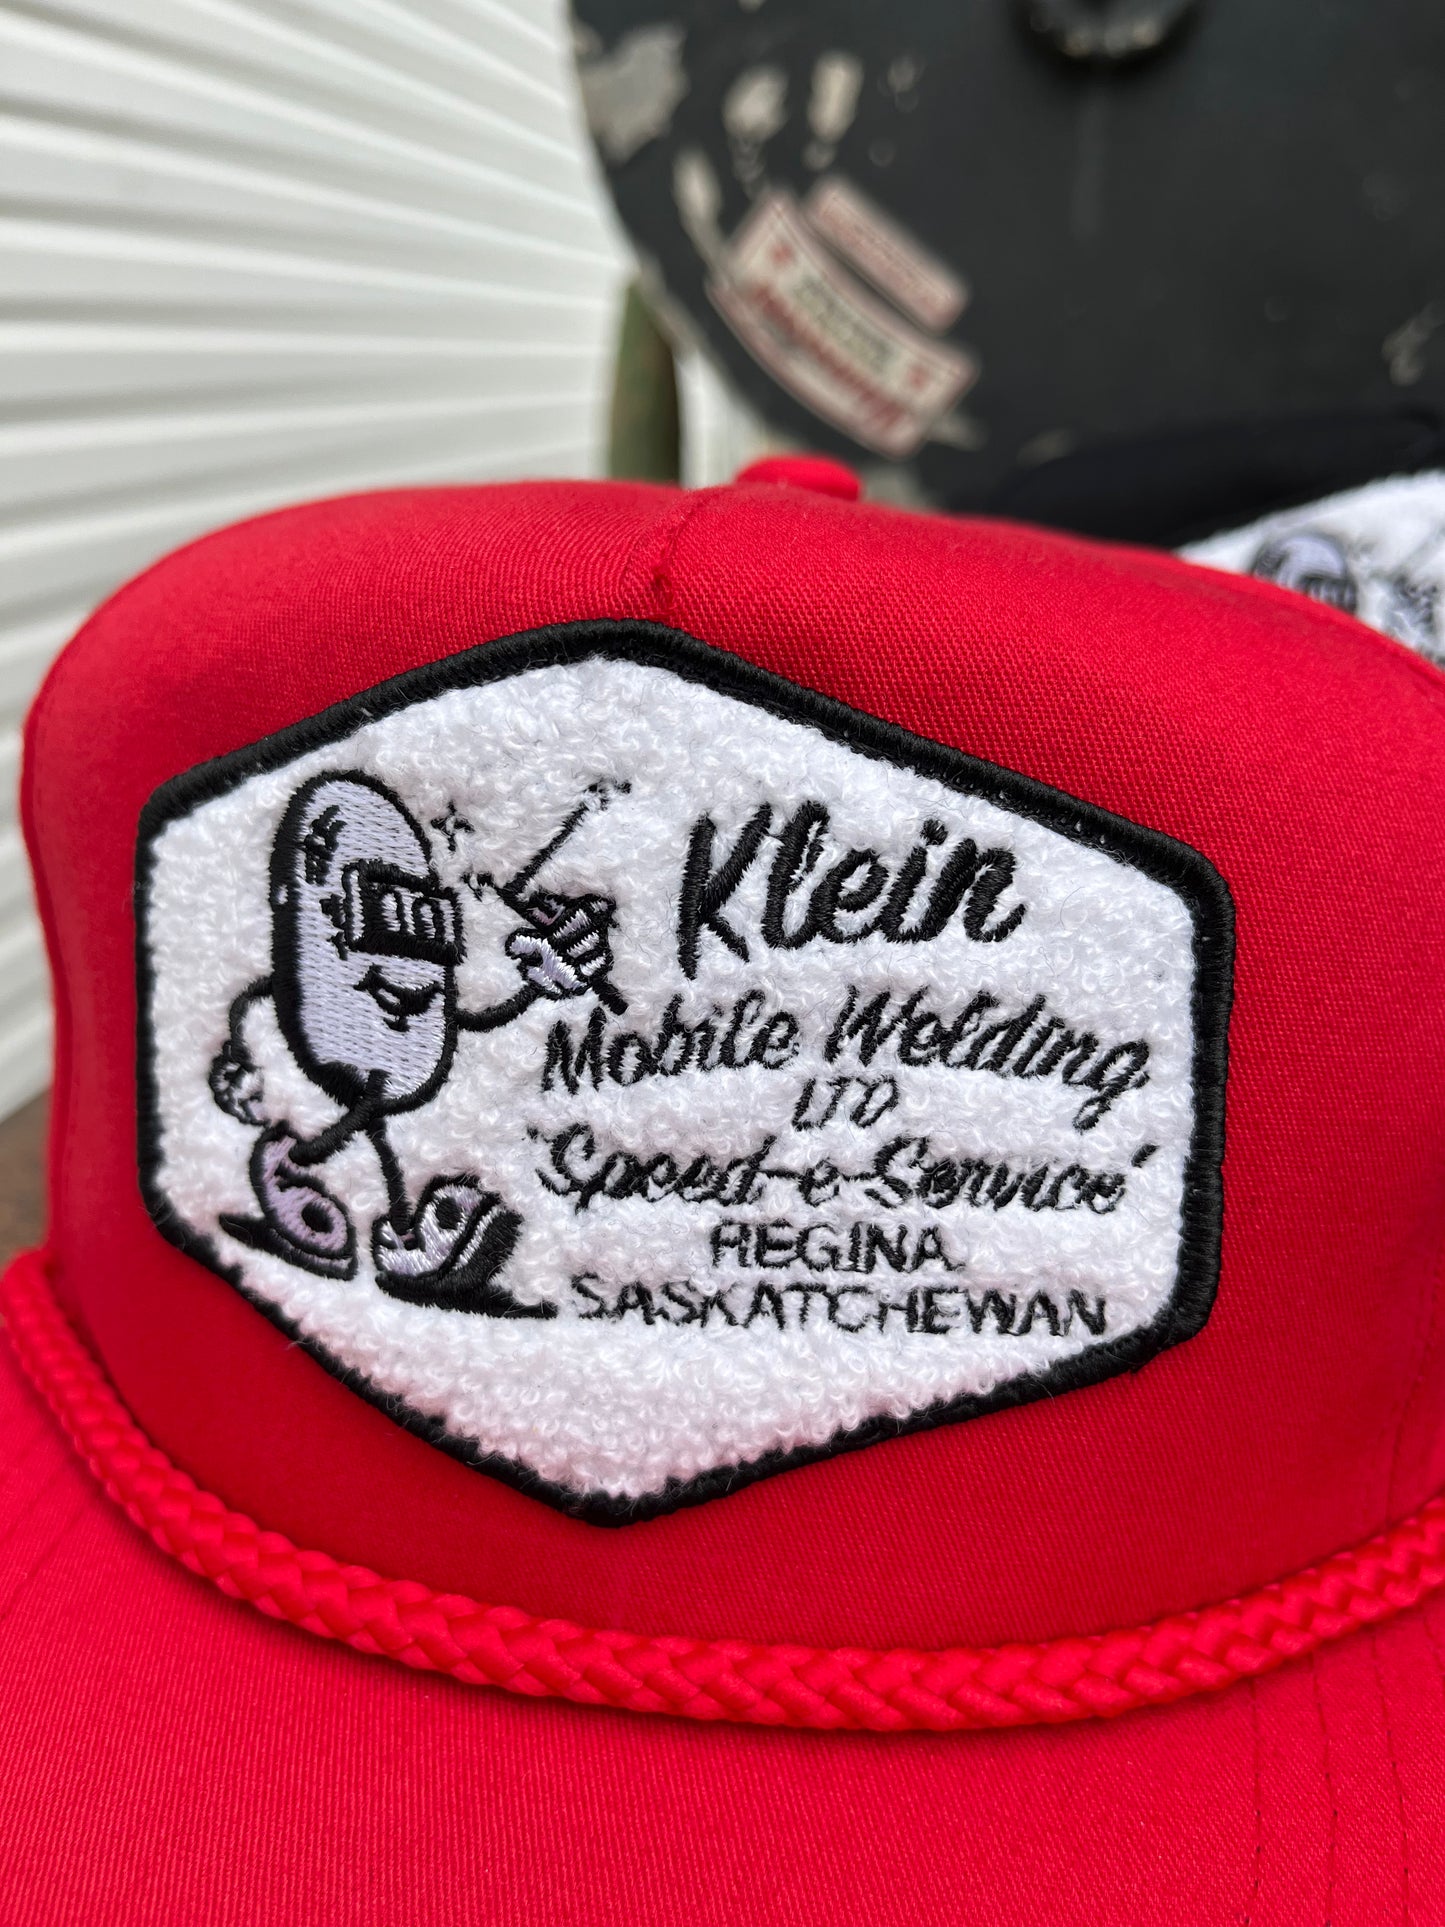 Klein
Mobile Welding
LTD
'Speed-e-Service'
REGINA
SASKATCHEWAN